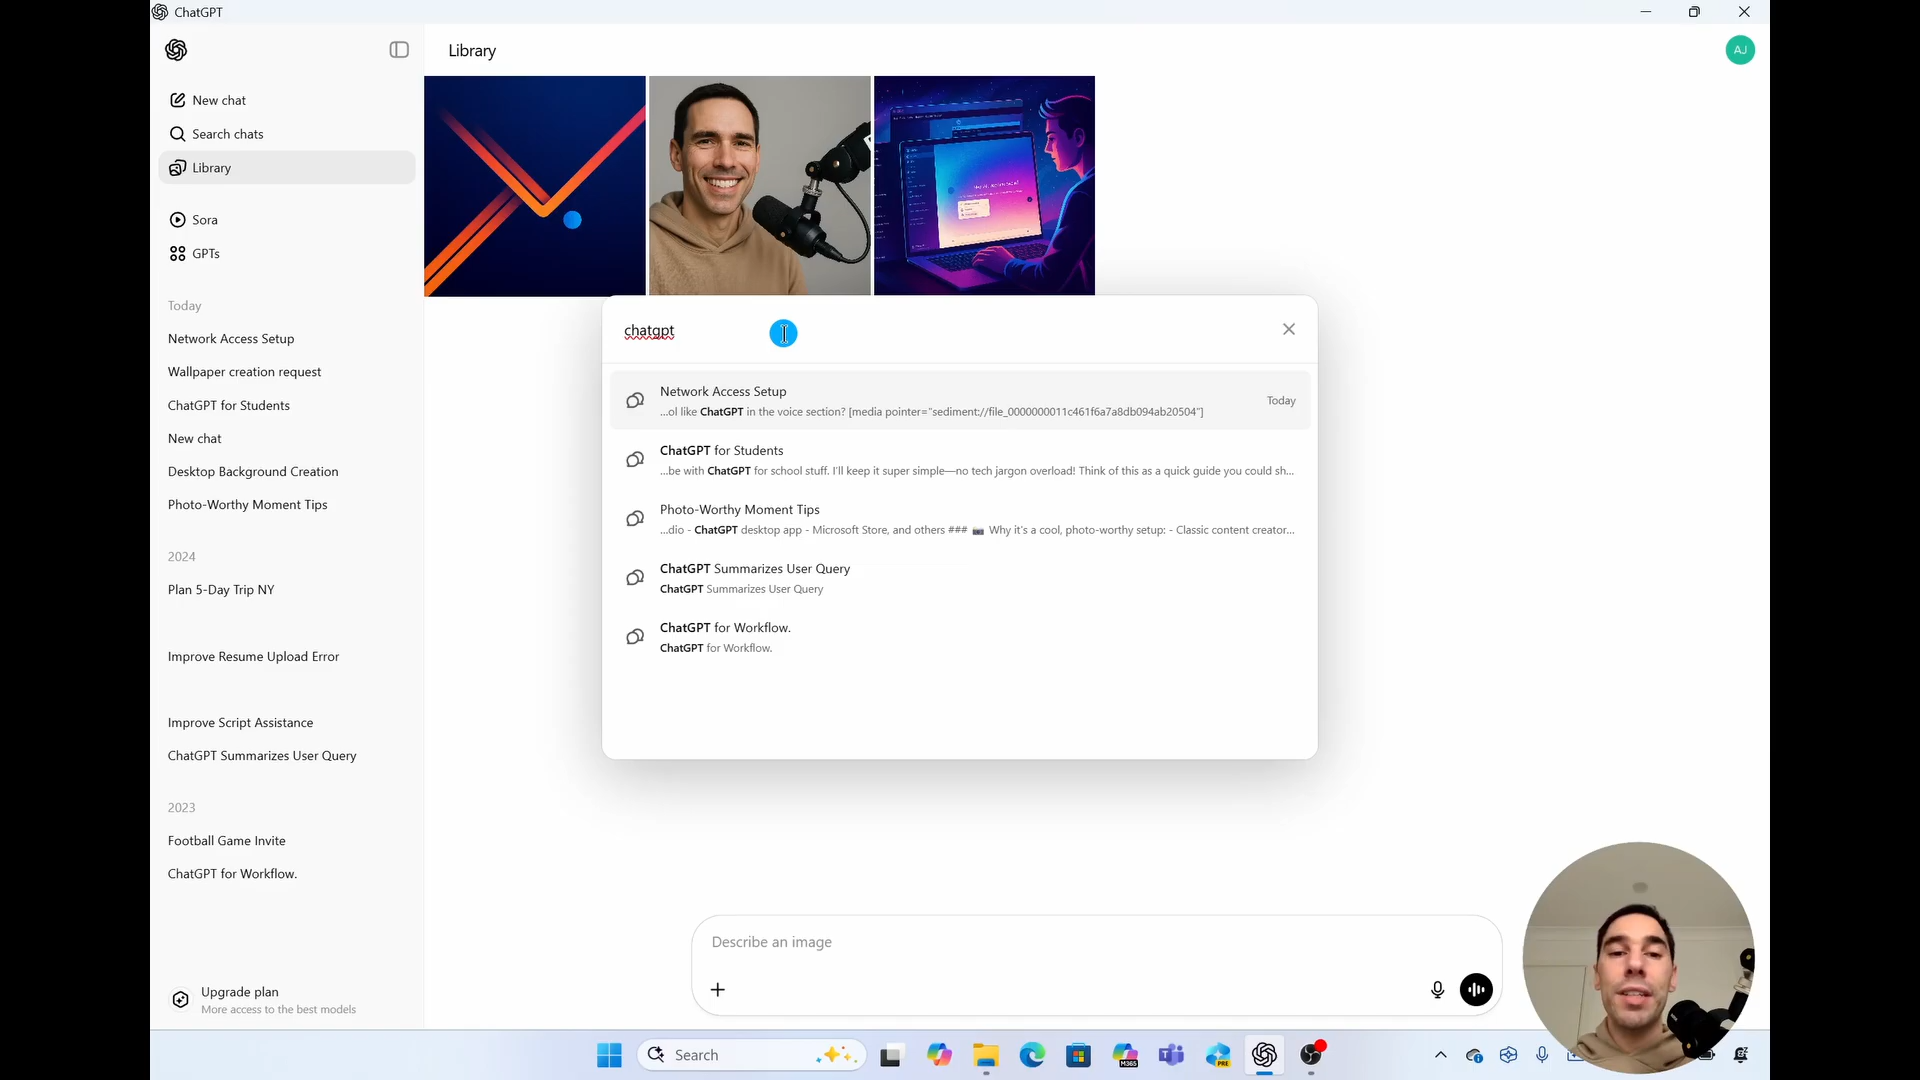 ChatGPT
Library
AJ
New chat
Search chats
Library
Sora
GPTs
Today
Network Access Setup
Wallpaper creation request
ChatGPT for Students
New chat
Desktop Background Creation
Photo-Worthy Moment Tips
2024
Plan 5-Day Trip NY
Improve Resume Upload Error
Improve Script Assistance
ChatGPT Summarizes User Query
2023
Football Game Invite
ChatGPT for Workflow.
Upgrade plan
More access to the best models
chatgpt
Network Access Setup
...ol like ChatGPT in the voice section? [media pointer="sediment://file_0000000011c461f6a7a8db094ab20504"]
Today
ChatGPT for Students
...be with ChatGPT for school stuff. I'll keep it super simple—no tech jargon overload! Think of this as a quick guide you could sh...
Photo-Worthy Moment Tips
...dio - ChatGPT desktop app - Microsoft Store, and others ### 📷 Why it's a cool, photo-worthy setup: - Classic content creator...
ChatGPT Summarizes User Query
ChatGPT Summarizes User Query
ChatGPT for Workflow.
ChatGPT for Workflow.
Describe an image
Search
M365
PRE